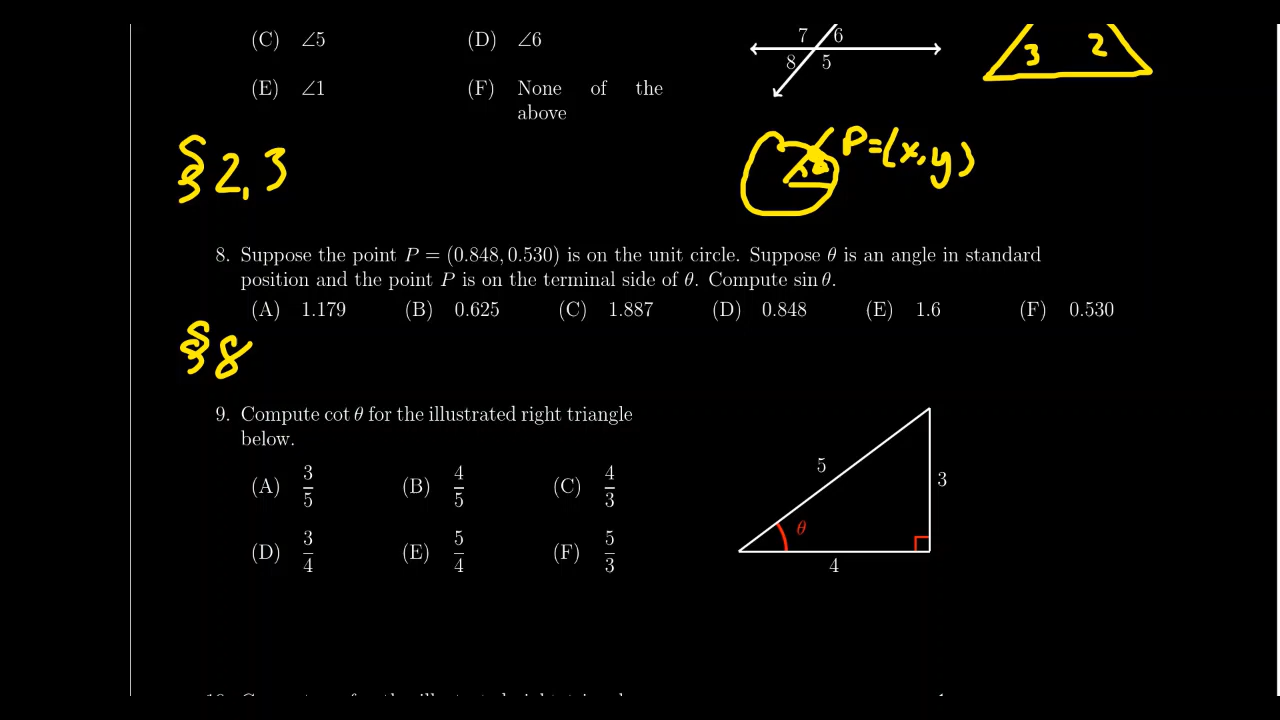 (C) ∠5 (D) ∠6
(E) ∠1 (F) None of the
above
7 6
8 5
3 2
§ 2, 3
P=(x,y)
8. Suppose the point P = (0.848, 0.530) is on the unit circle. Suppose θ is an angle in standard
position and the point P is on the terminal side of θ. Compute sin θ.
(A) 1.179 (B) 0.625 (C) 1.887 (D) 0.848 (E) 1.6 (F) 0.530
§ 8
9. Compute cot θ for the illustrated right triangle
below.
(A) 3/5 (B) 4/5 (C) 4/3
(D) 3/4 (E) 5/4 (F) 5/3
5
3
θ
4